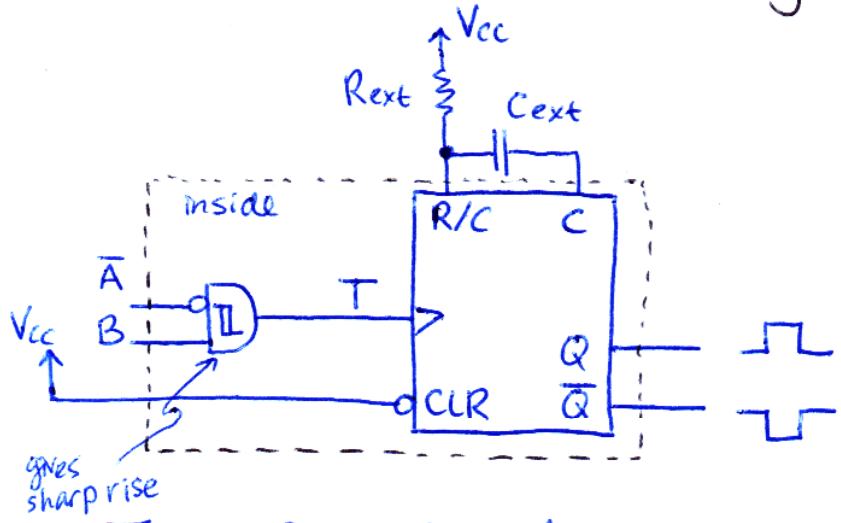 Vcc
Rext
Cext
inside
R/C C
A̅
T
Vcc B
Q
CLR Q̅
gives
sharp rise